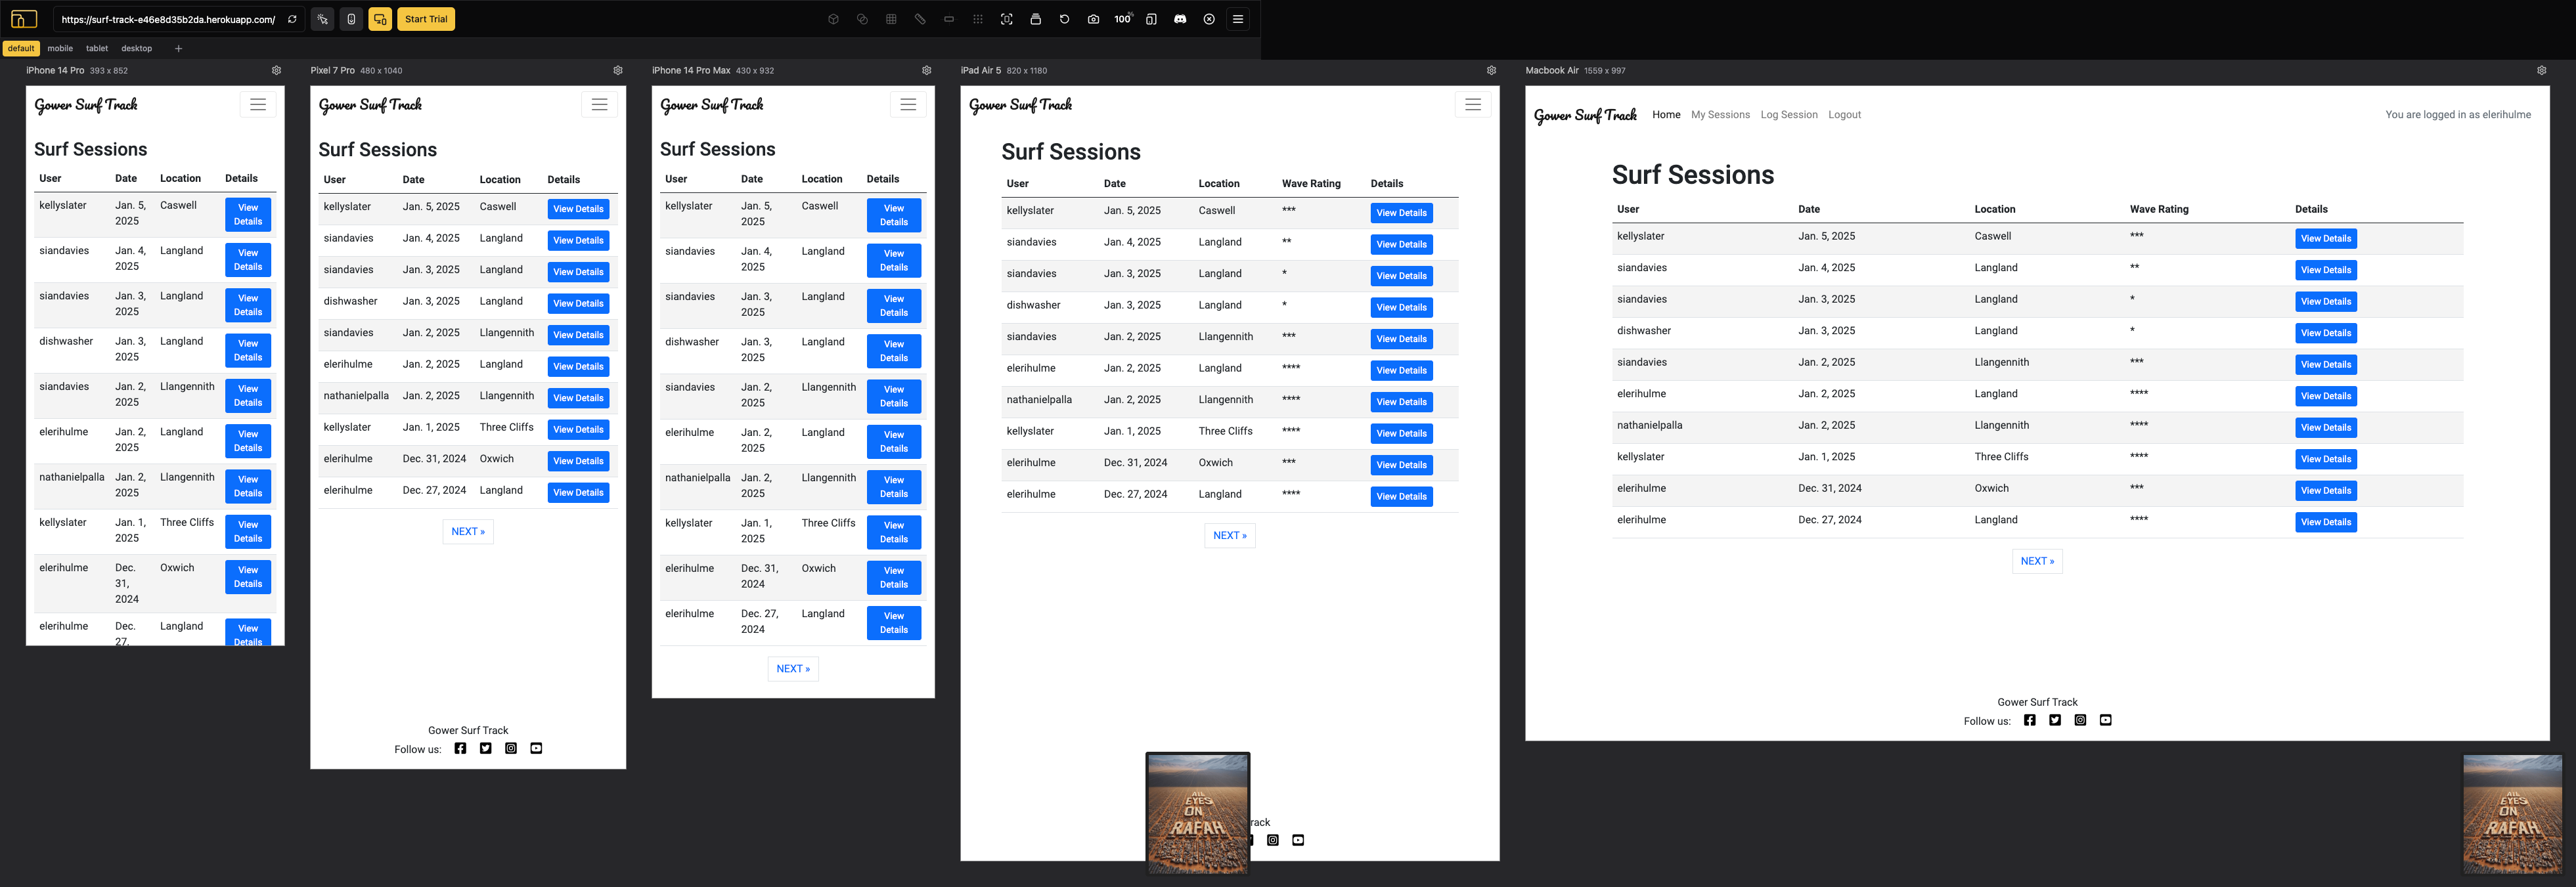 https://surf-track-e46e8d35b2da.herokuapp.com/
Start Trial
100%
default mobile tablet desktop +
iPhone 14 Pro 393 x 852
Gower Surf Track
Surf Sessions
User Date Location Details
kellyslater Jan. 5, 2025 Caswell View Details
siandavies Jan. 4, 2025 Langland View Details
siandavies Jan. 3, 2025 Langland View Details
dishwasher Jan. 3, 2025 Langland View Details
siandavies Jan. 2, 2025 Llangennith View Details
elerihulme Jan. 2, 2025 Langland View Details
nathanielpalla Jan. 2, 2025 Llangennith View Details
kellyslater Jan. 1, 2025 Three Cliffs View Details
elerihulme Dec. 31, 2024 Oxwich View Details
elerihulme Dec. 27, Langland View Details
Pixel 7 Pro 480 x 1040
Gower Surf Track
Surf Sessions
User Date Location Details
kellyslater Jan. 5, 2025 Caswell View Details
siandavies Jan. 4, 2025 Langland View Details
siandavies Jan. 3, 2025 Langland View Details
dishwasher Jan. 3, 2025 Langland View Details
siandavies Jan. 2, 2025 Llangennith View Details
elerihulme Jan. 2, 2025 Langland View Details
nathanielpalla Jan. 2, 2025 Llangennith View Details
kellyslater Jan. 1, 2025 Three Cliffs View Details
elerihulme Dec. 31, 2024 Oxwich View Details
elerihulme Dec. 27, 2024 Langland View Details
NEXT »
Gower Surf Track
Follow us:
iPhone 14 Pro Max 430 x 932
Gower Surf Track
Surf Sessions
User Date Location Details
kellyslater Jan. 5, 2025 Caswell View Details
siandavies Jan. 4, 2025 Langland View Details
siandavies Jan. 3, 2025 Langland View Details
dishwasher Jan. 3, 2025 Langland View Details
siandavies Jan. 2, 2025 Llangennith View Details
elerihulme Jan. 2, 2025 Langland View Details
nathanielpalla Jan. 2, 2025 Llangennith View Details
kellyslater Jan. 1, 2025 Three Cliffs View Details
elerihulme Dec. 31, 2024 Oxwich View Details
elerihulme Dec. 27, 2024 Langland View Details
NEXT »
iPad Air 5 820 x 1180
Gower Surf Track
Surf Sessions
User Date Location Wave Rating Details
kellyslater Jan. 5, 2025 Caswell *** View Details
siandavies Jan. 4, 2025 Langland ** View Details
siandavies Jan. 3, 2025 Langland * View Details
dishwasher Jan. 3, 2025 Langland * View Details
siandavies Jan. 2, 2025 Llangennith *** View Details
elerihulme Jan. 2, 2025 Langland **** View Details
nathanielpalla Jan. 2, 2025 Llangennith **** View Details
kellyslater Jan. 1, 2025 Three Cliffs **** View Details
elerihulme Dec. 31, 2024 Oxwich *** View Details
elerihulme Dec. 27, 2024 Langland **** View Details
NEXT »
rack
ALL
EYES
ON
RAFAH
Macbook Air 1559 x 997
Gower Surf Track Home My Sessions Log Session Logout You are logged in as elerihulme
Surf Sessions
User Date Location Wave Rating Details
kellyslater Jan. 5, 2025 Caswell *** View Details
siandavies Jan. 4, 2025 Langland ** View Details
siandavies Jan. 3, 2025 Langland * View Details
dishwasher Jan. 3, 2025 Langland * View Details
siandavies Jan. 2, 2025 Llangennith *** View Details
elerihulme Jan. 2, 2025 Langland **** View Details
nathanielpalla Jan. 2, 2025 Llangennith **** View Details
kellyslater Jan. 1, 2025 Three Cliffs **** View Details
elerihulme Dec. 31, 2024 Oxwich *** View Details
elerihulme Dec. 27, 2024 Langland **** View Details
NEXT »
Gower Surf Track
Follow us:
ALL
EYES
ON
RAFAH